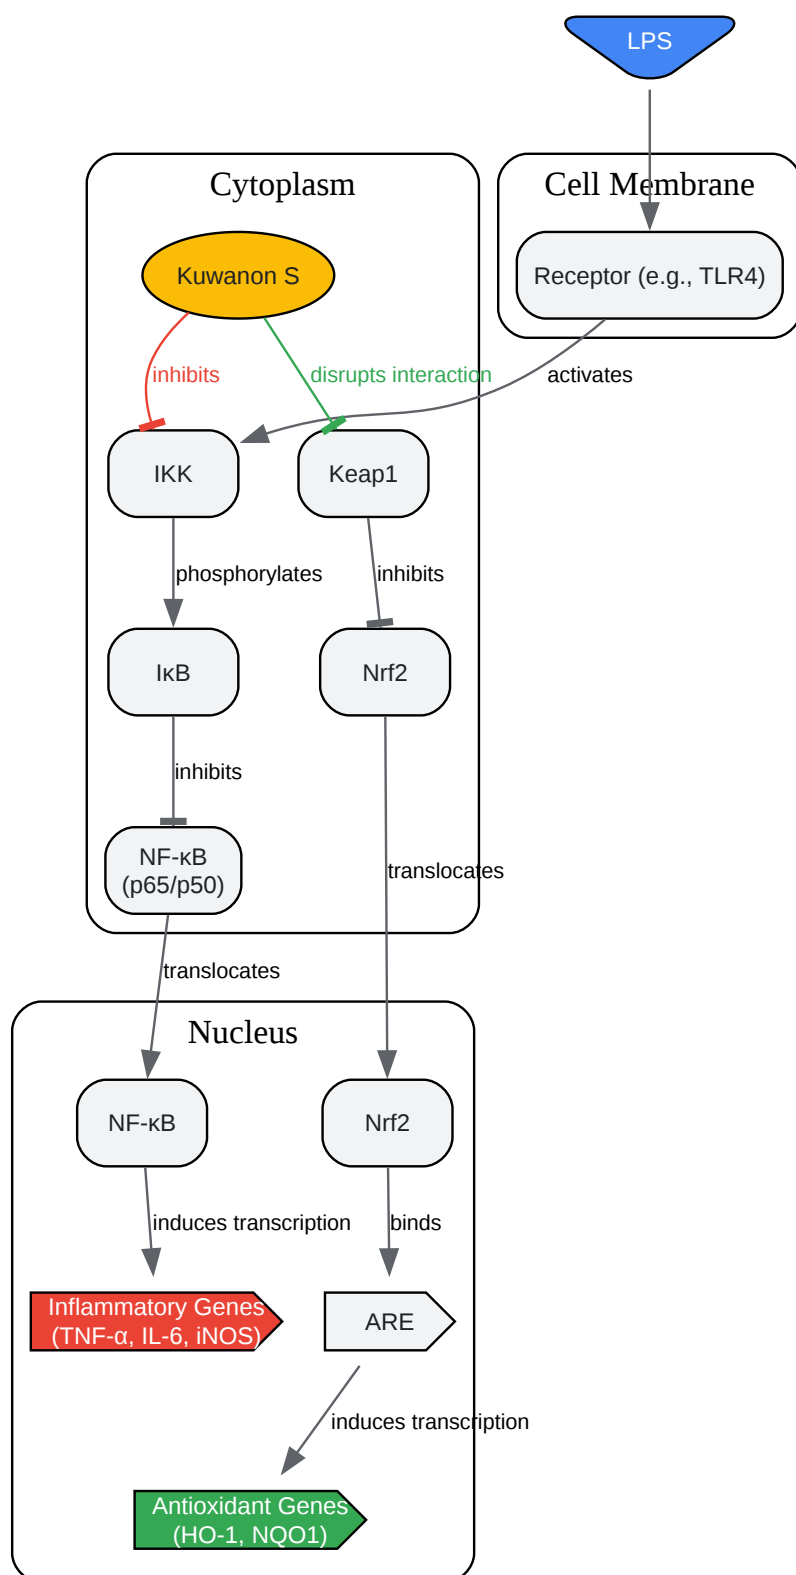 LPS
Cytoplasm
Cell Membrane
Kuwanon S
Receptor (e.g., TLR4)
inhibits
disrupts interaction
activates
IKK
Keap1
phosphorylates
inhibits
IκB
Nrf2
inhibits
NF-κB
(p65/p50)
translocates
translocates
Nucleus
NF-κB
Nrf2
induces transcription
binds
Inflammatory Genes
(TNF-α, IL-6, iNOS)
ARE
induces transcription
Antioxidant Genes
(HO-1, NQO1)